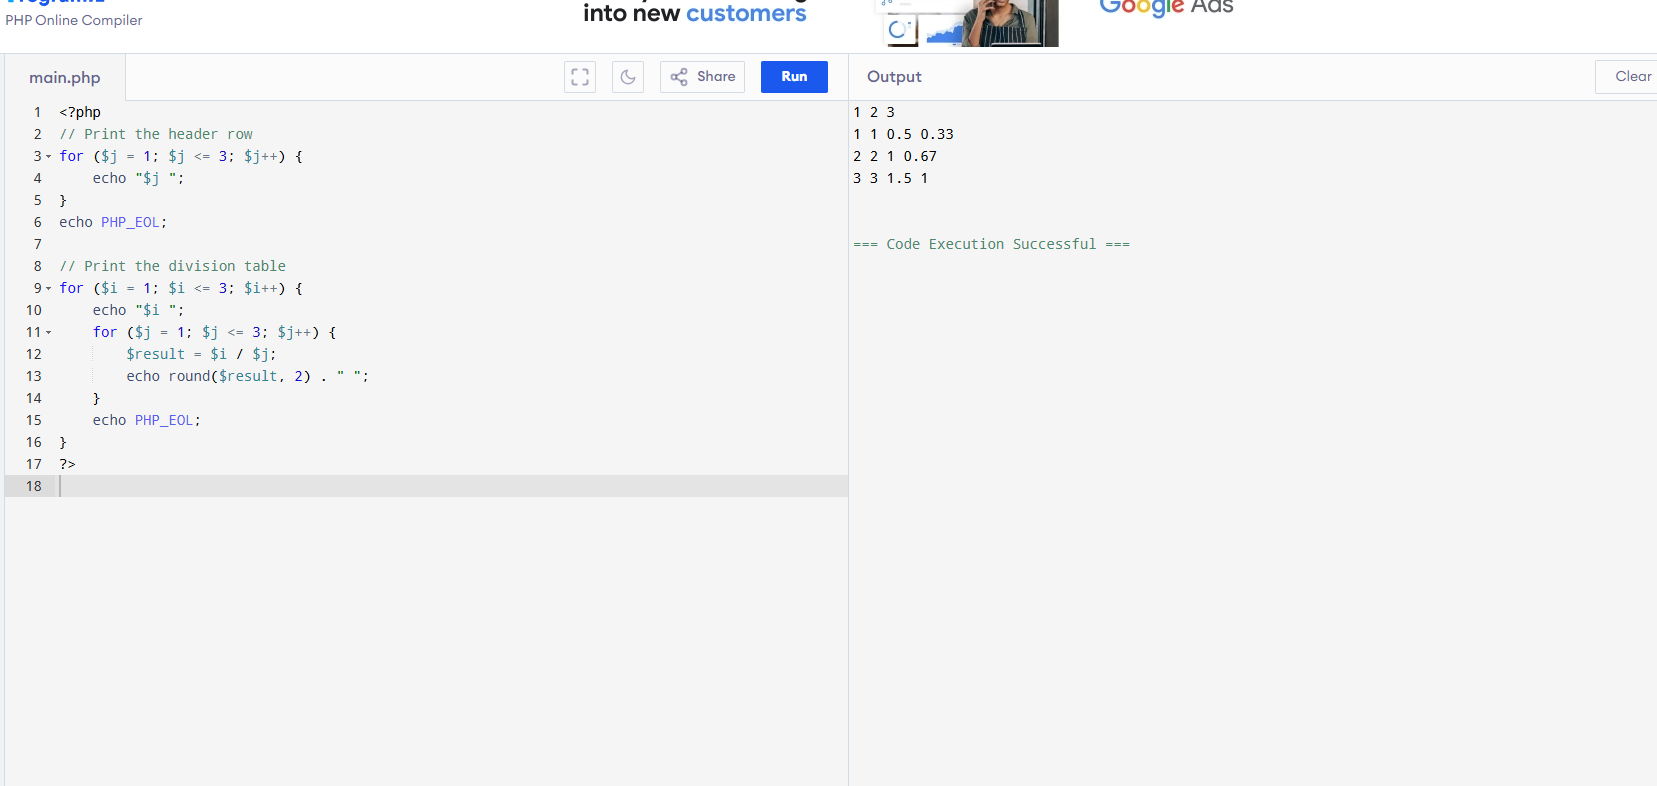 PHP Online Compiler
into new customers
Google Ads
main.php
Share
Run
Output
Clear
1 <?php
2 // Print the header row
3 for ($j = 1; $j <= 3; $j++) {
4 echo "$j ";
5 }
6 echo PHP_EOL;
7
8 // Print the division table
9 for ($i = 1; $i <= 3; $i++) {
10 echo "$i ";
11 for ($j = 1; $j <= 3; $j++) {
12 $result = $i / $j;
13 echo round($result, 2) . " ";
14 }
15 echo PHP_EOL;
16 }
17 ?>
18
1 2 3
1 1 0.5 0.33
2 2 1 0.67
3 3 1.5 1
=== Code Execution Successful ===